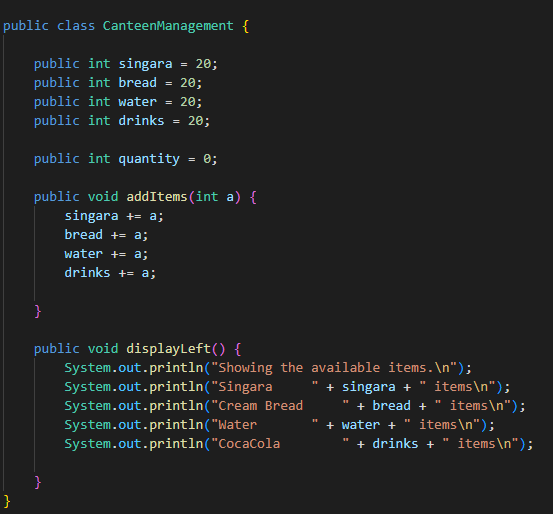 public class CanteenManagement {
    public int singara = 20;
    public int bread = 20;
    public int water = 20;
    public int drinks = 20;
    public int quantity = 0;
    public void addItems(int a) {
        singara += a;
        bread += a;
        water += a;
        drinks += a;
    }
    public void displayLeft() {
        System.out.println("Showing the available items.\n");
        System.out.println("Singara     " + singara + " items\n");
        System.out.println("Cream Bread     " + bread + " items\n");
        System.out.println("Water       " + water + " items\n");
        System.out.println("CocaCola        " + drinks + " items\n");
    }
}